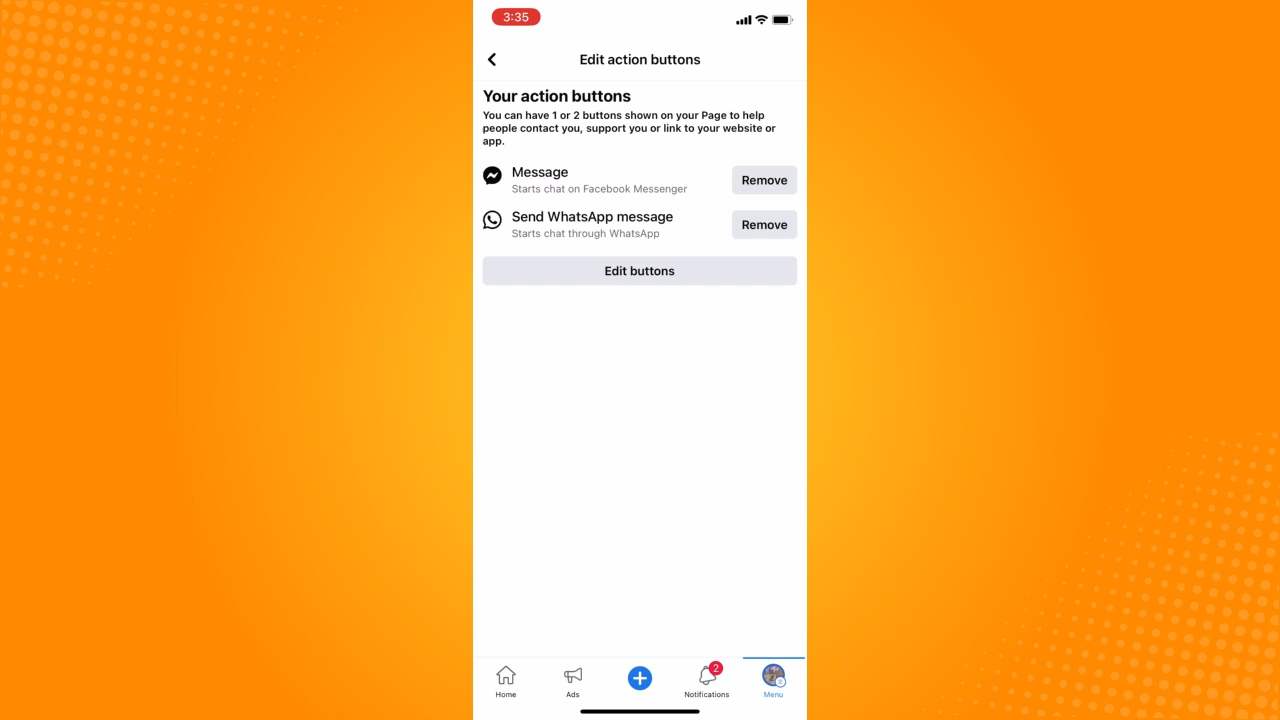 3:35
Edit action buttons
Your action buttons
You can have 1 or 2 buttons shown on your Page to help
people contact you, support you or link to your website or
app.
Message
Starts chat on Facebook Messenger
Remove
Send WhatsApp message
Starts chat through WhatsApp
Remove
Edit buttons
2
Home
Ads
Notifications
Menu